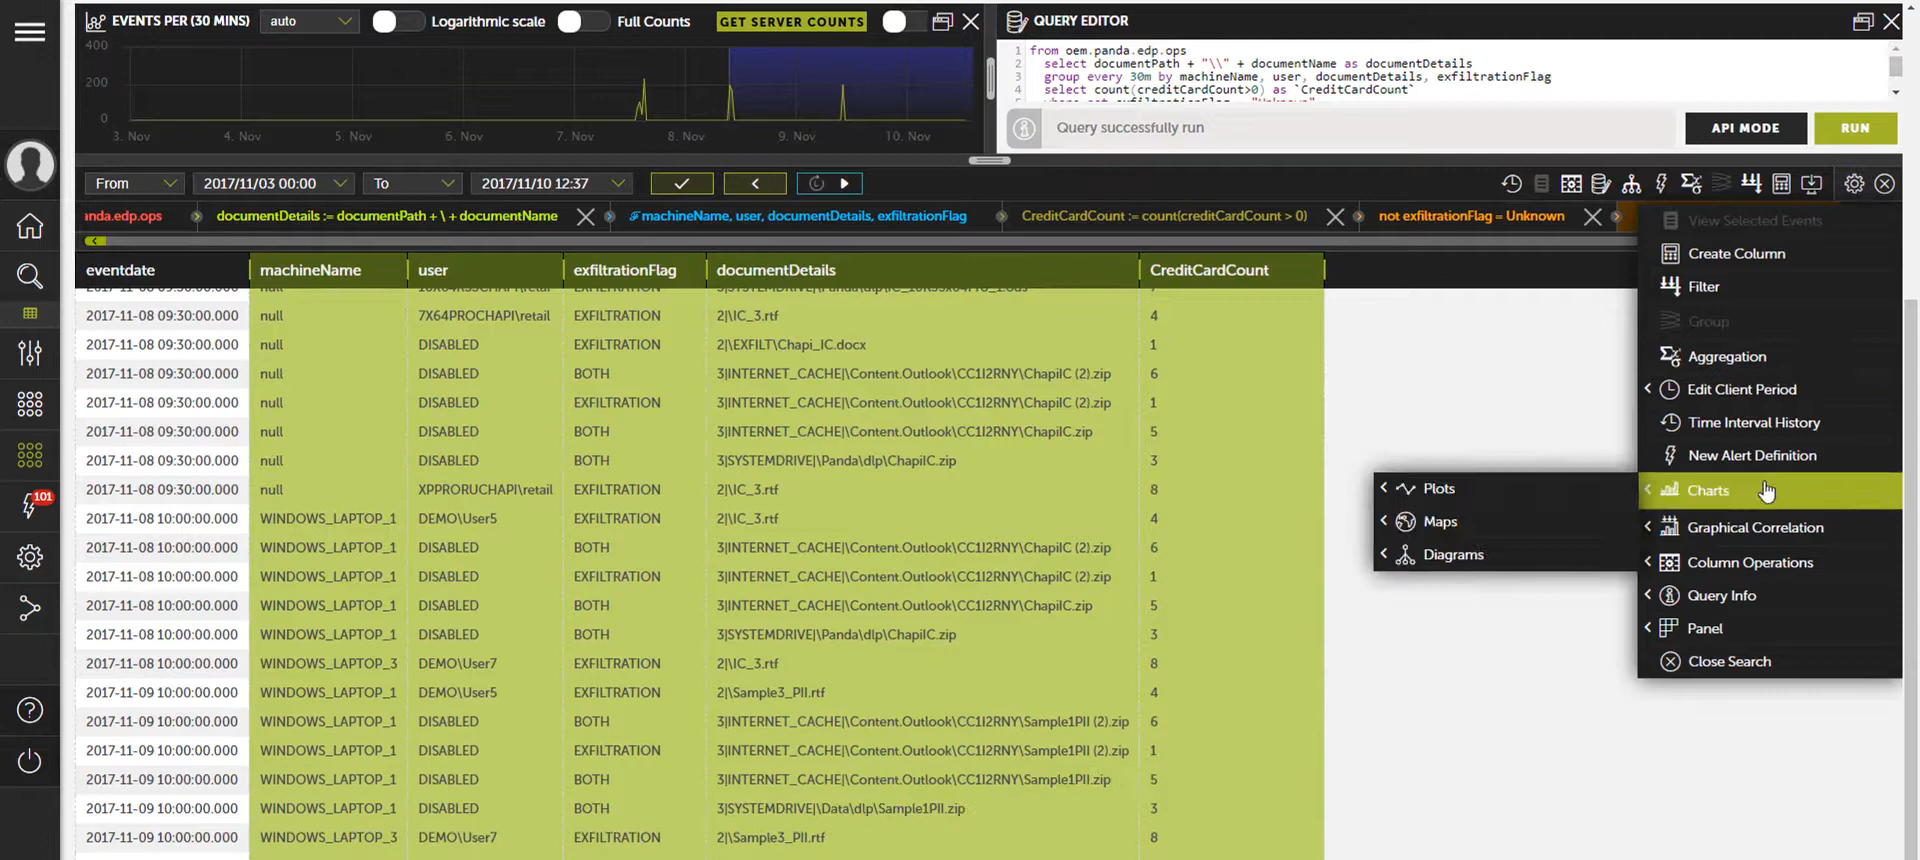 EVENTS PER (30 MINS)
auto
Logarithmic scale
Full Counts
GET SERVER COUNTS
400
200
0
3. Nov
4. Nov
5. Nov
6. Nov
7. Nov
8. Nov
9. Nov
10. Nov
QUERY EDITOR
1 from oem.panda.edp.ops
2 select documentPath + "\\" + documentName as documentDetails
3 group every 30m by machineName, user, documentDetails, exfiltrationFlag
4 select count(creditCardCount>0) as `CreditCardCount`
Query successfully run
API MODE
RUN
From
2017/11/03 00:00
To
2017/11/10 12:37
anda.edp.ops
documentDetails := documentPath + \ + documentName
machineName, user, documentDetails, exfiltrationFlag
CreditCardCount := count(creditCardCount > 0)
not exfiltrationFlag = Unknown
eventdate machineName user exfiltrationFlag documentDetails CreditCardCount
2017-11-08 09:30:00.000 null 7X64PROCHAPI\retail EXFILTRATION 2|\IC_3.rtf 4
2017-11-08 09:30:00.000 null DISABLED EXFILTRATION 2|\EXFILT\Chapi_IC.docx 1
2017-11-08 09:30:00.000 null DISABLED BOTH 3|INTERNET_CACHE|\Content.Outlook\CC1I2RNY\ChapiIC (2).zip 6
2017-11-08 09:30:00.000 null DISABLED EXFILTRATION 3|INTERNET_CACHE|\Content.Outlook\CC1I2RNY\ChapiIC (2).zip 1
2017-11-08 09:30:00.000 null DISABLED BOTH 3|INTERNET_CACHE|\Content.Outlook\CC1I2RNY\ChapiIC.zip 5
2017-11-08 09:30:00.000 null DISABLED BOTH 3|SYSTEMDRIVE|\Panda\dlp\ChapiIC.zip 3
2017-11-08 09:30:00.000 null XPPRORUCHAPI\retail EXFILTRATION 2|\IC_3.rtf 8
2017-11-08 10:00:00.000 WINDOWS_LAPTOP_1 DEMO\User5 EXFILTRATION 2|\IC_3.rtf 4
2017-11-08 10:00:00.000 WINDOWS_LAPTOP_1 DISABLED BOTH 3|INTERNET_CACHE|\Content.Outlook\CC1I2RNY\ChapiIC (2).zip 6
2017-11-08 10:00:00.000 WINDOWS_LAPTOP_1 DISABLED EXFILTRATION 3|INTERNET_CACHE|\Content.Outlook\CC1I2RNY\ChapiIC (2).zip 1
2017-11-08 10:00:00.000 WINDOWS_LAPTOP_1 DISABLED BOTH 3|INTERNET_CACHE|\Content.Outlook\CC1I2RNY\ChapiIC.zip 5
2017-11-08 10:00:00.000 WINDOWS_LAPTOP_1 DISABLED BOTH 3|SYSTEMDRIVE|\Panda\dlp\ChapiIC.zip 3
2017-11-08 10:00:00.000 WINDOWS_LAPTOP_3 DEMO\User7 EXFILTRATION 2|\IC_3.rtf 8
2017-11-09 10:00:00.000 WINDOWS_LAPTOP_1 DEMO\User5 EXFILTRATION 2|\Sample3_PII.rtf 4
2017-11-09 10:00:00.000 WINDOWS_LAPTOP_1 DISABLED BOTH 3|INTERNET_CACHE|\Content.Outlook\CC1I2RNY\Sample1PII (2).zip 6
2017-11-09 10:00:00.000 WINDOWS_LAPTOP_1 DISABLED EXFILTRATION 3|INTERNET_CACHE|\Content.Outlook\CC1I2RNY\Sample1PII (2).zip 1
2017-11-09 10:00:00.000 WINDOWS_LAPTOP_1 DISABLED BOTH 3|INTERNET_CACHE|\Content.Outlook\CC1I2RNY\Sample1PII.zip 5
2017-11-09 10:00:00.000 WINDOWS_LAPTOP_1 DISABLED BOTH 3|SYSTEMDRIVE|\Data\dlp\Sample1PII.zip 3
2017-11-09 10:00:00.000 WINDOWS_LAPTOP_3 DEMO\User7 EXFILTRATION 2|\Sample3_PII.rtf 8
View Selected Events
Create Column
Filter
Group
Aggregation
Edit Client Period
Time Interval History
New Alert Definition
Charts
Graphical Correlation
Column Operations
Query Info
Panel
Close Search
Plots
Maps
Diagrams
101